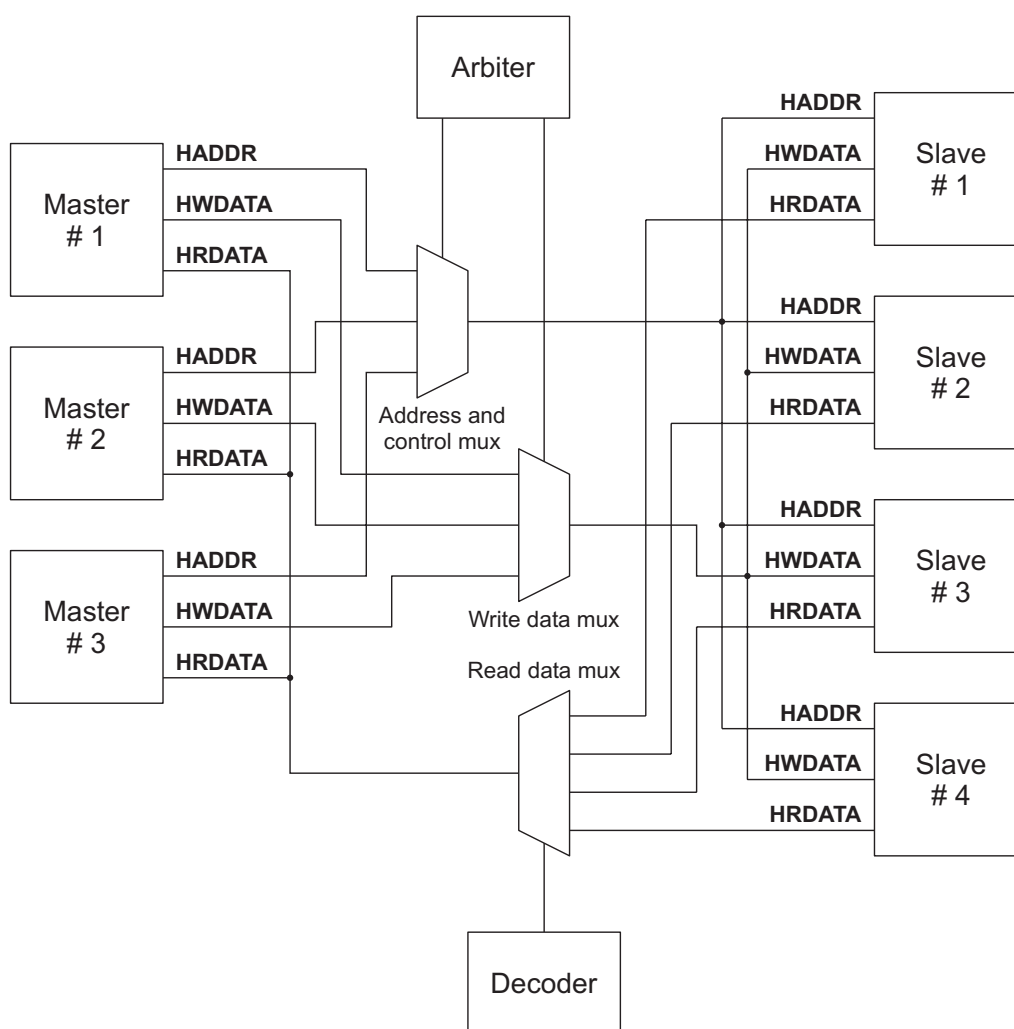 Arbiter
Master
# 1
HADDR
HWDATA
HRDATA
Master
# 2
HADDR
HWDATA
HRDATA
Master
# 3
HADDR
HWDATA
HRDATA
Address and
control mux
Write data mux
Read data mux
Decoder
HADDR
HWDATA
HRDATA
Slave
# 1
HADDR
HWDATA
HRDATA
Slave
# 2
HADDR
HWDATA
HRDATA
Slave
# 3
HADDR
HWDATA
HRDATA
Slave
# 4